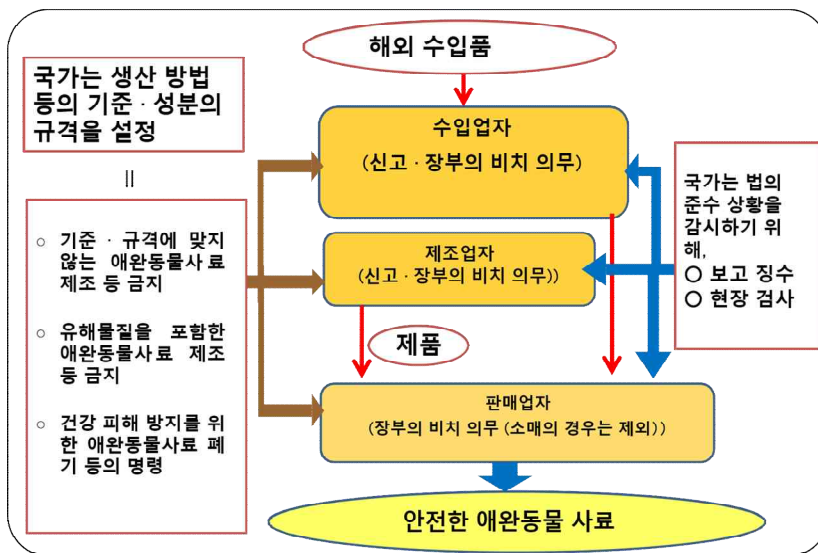 해외 수입품
국가는 생산 방법
등의 기준 · 성분의
규격을 설정
||
○ 기준 · 규격에 맞지
않는 애완동물사료
제조 등 금지
○ 유해물질을 포함한
애완동물사료 제조
등 금지
○ 건강 피해 방지를 위
한 애완동물사료 폐
기 등의 명령
수입업자
(신고 · 장부의 비치 의무)
제조업자
(신고 · 장부의 비치 의무))
제품
판매업자
(장부의 비치 의무 (소매의 경우는 제외))
국가는 법의
준수 상황을
감시하기 위
해,
○ 보고 징수
○ 현장 검사
안전한 애완동물 사료